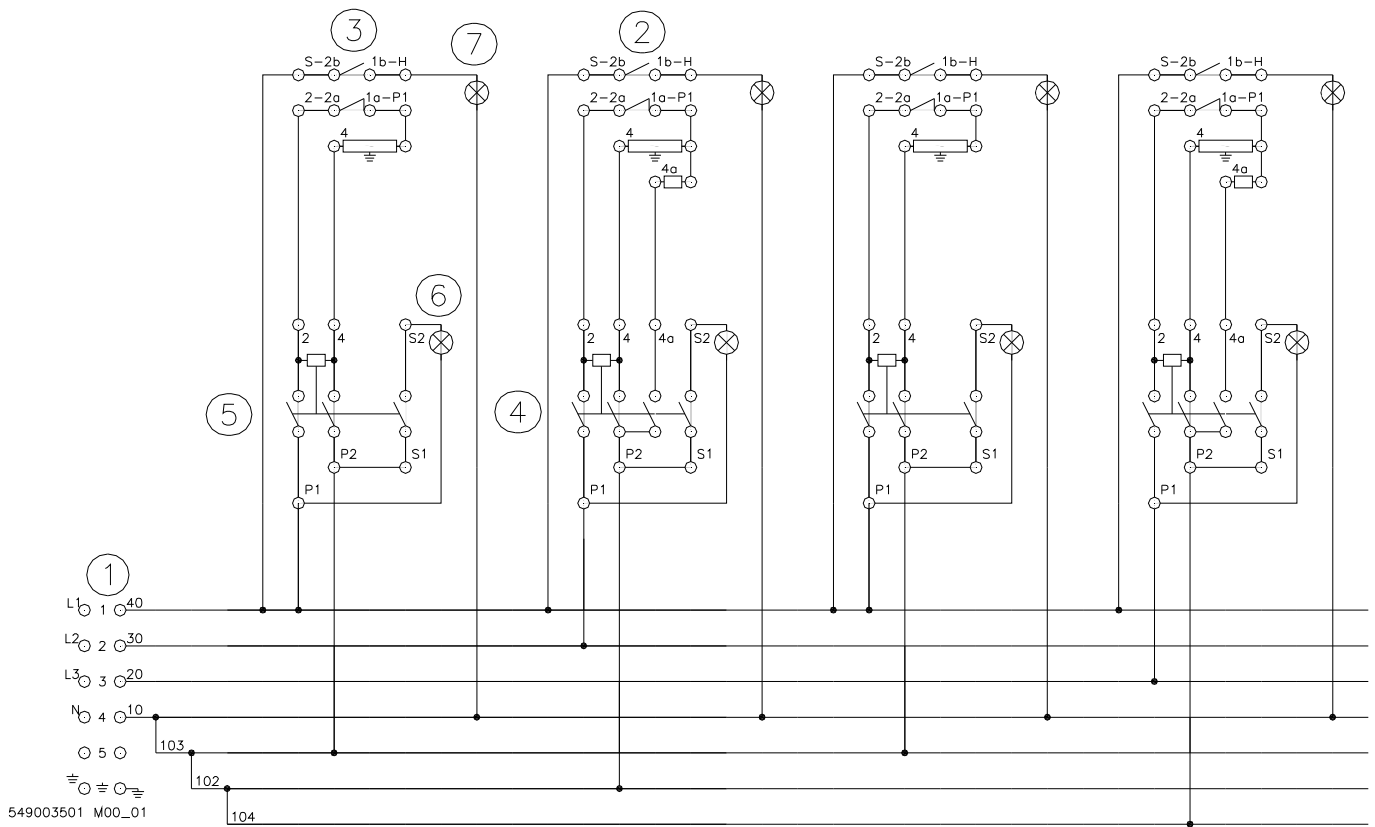 3 7 2
S-2b 1b-H S-2b 1b-H S-2b 1b-H S-2b 1b-H
2-2a 1a-P1 2-2a 1a-P1 2-2a 1a-P1 2-2a 1a-P1
4 4 4 4
4a 4a
6
2 4 S2 2 4 4a S2 2 4 S2 2 4 4a S2
5 4
P2 S1 P2 S1 P2 S1 P2 S1
P1 P1 P1 P1
1
L1 1 40
L2 2 30
L3 3 20
N 4 10
5 103
102
549003501 M00_01
104